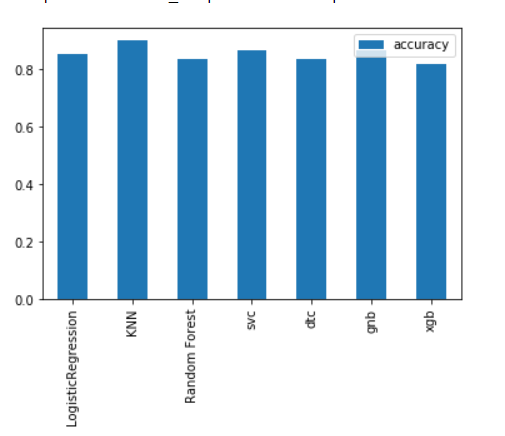 accuracy
0.8
0.6
0.4
0.2
0.0
LogisticRegression
KNN
Random Forest
svc
dtc
gnb
xgb